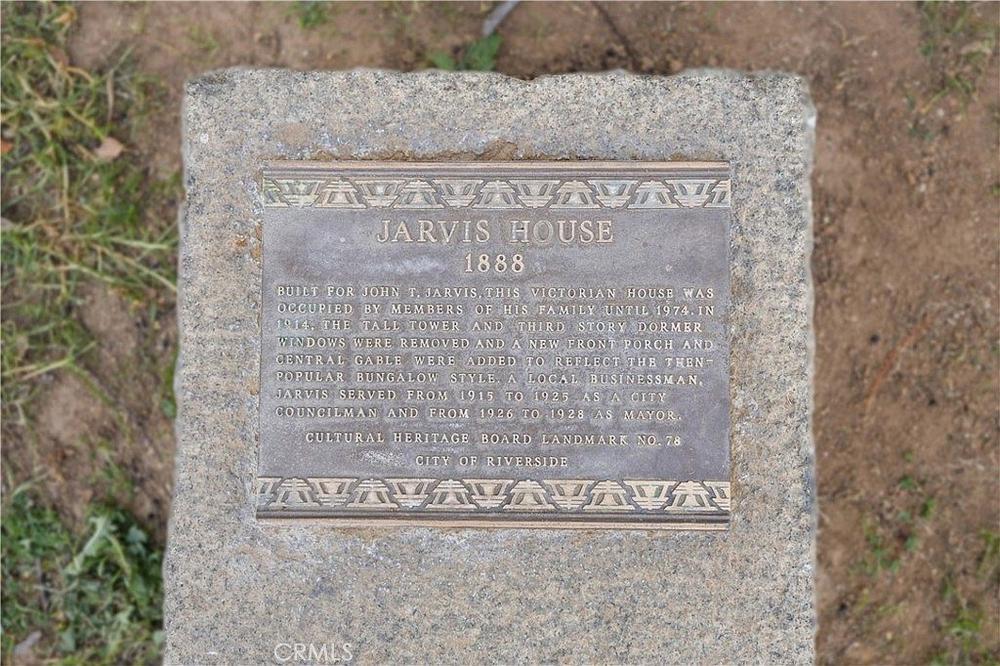 JARVIS HOUSE
1888
BUILT FOR JOHN T. JARVIS, THIS VICTORIAN HOUSE WAS
OCCUPIED BY MEMBERS OF HIS FAMILY UNTIL 1974. IN
1914, THE TALL TOWER AND THIRD STORY DORMER
WINDOWS WERE REMOVED AND A NEW FRONT PORCH AND
CENTRAL GABLE WERE ADDED TO REFLECT THE THEN-
POPULAR BUNGALOW STYLE. A LOCAL BUSINESSMAN,
JARVIS SERVED FROM 1915 TO 1925 AS A CITY
COUNCILMAN AND FROM 1926 TO 1928 AS MAYOR.
CULTURAL HERITAGE BOARD LANDMARK NO. 78
CITY OF RIVERSIDE
CRMLS